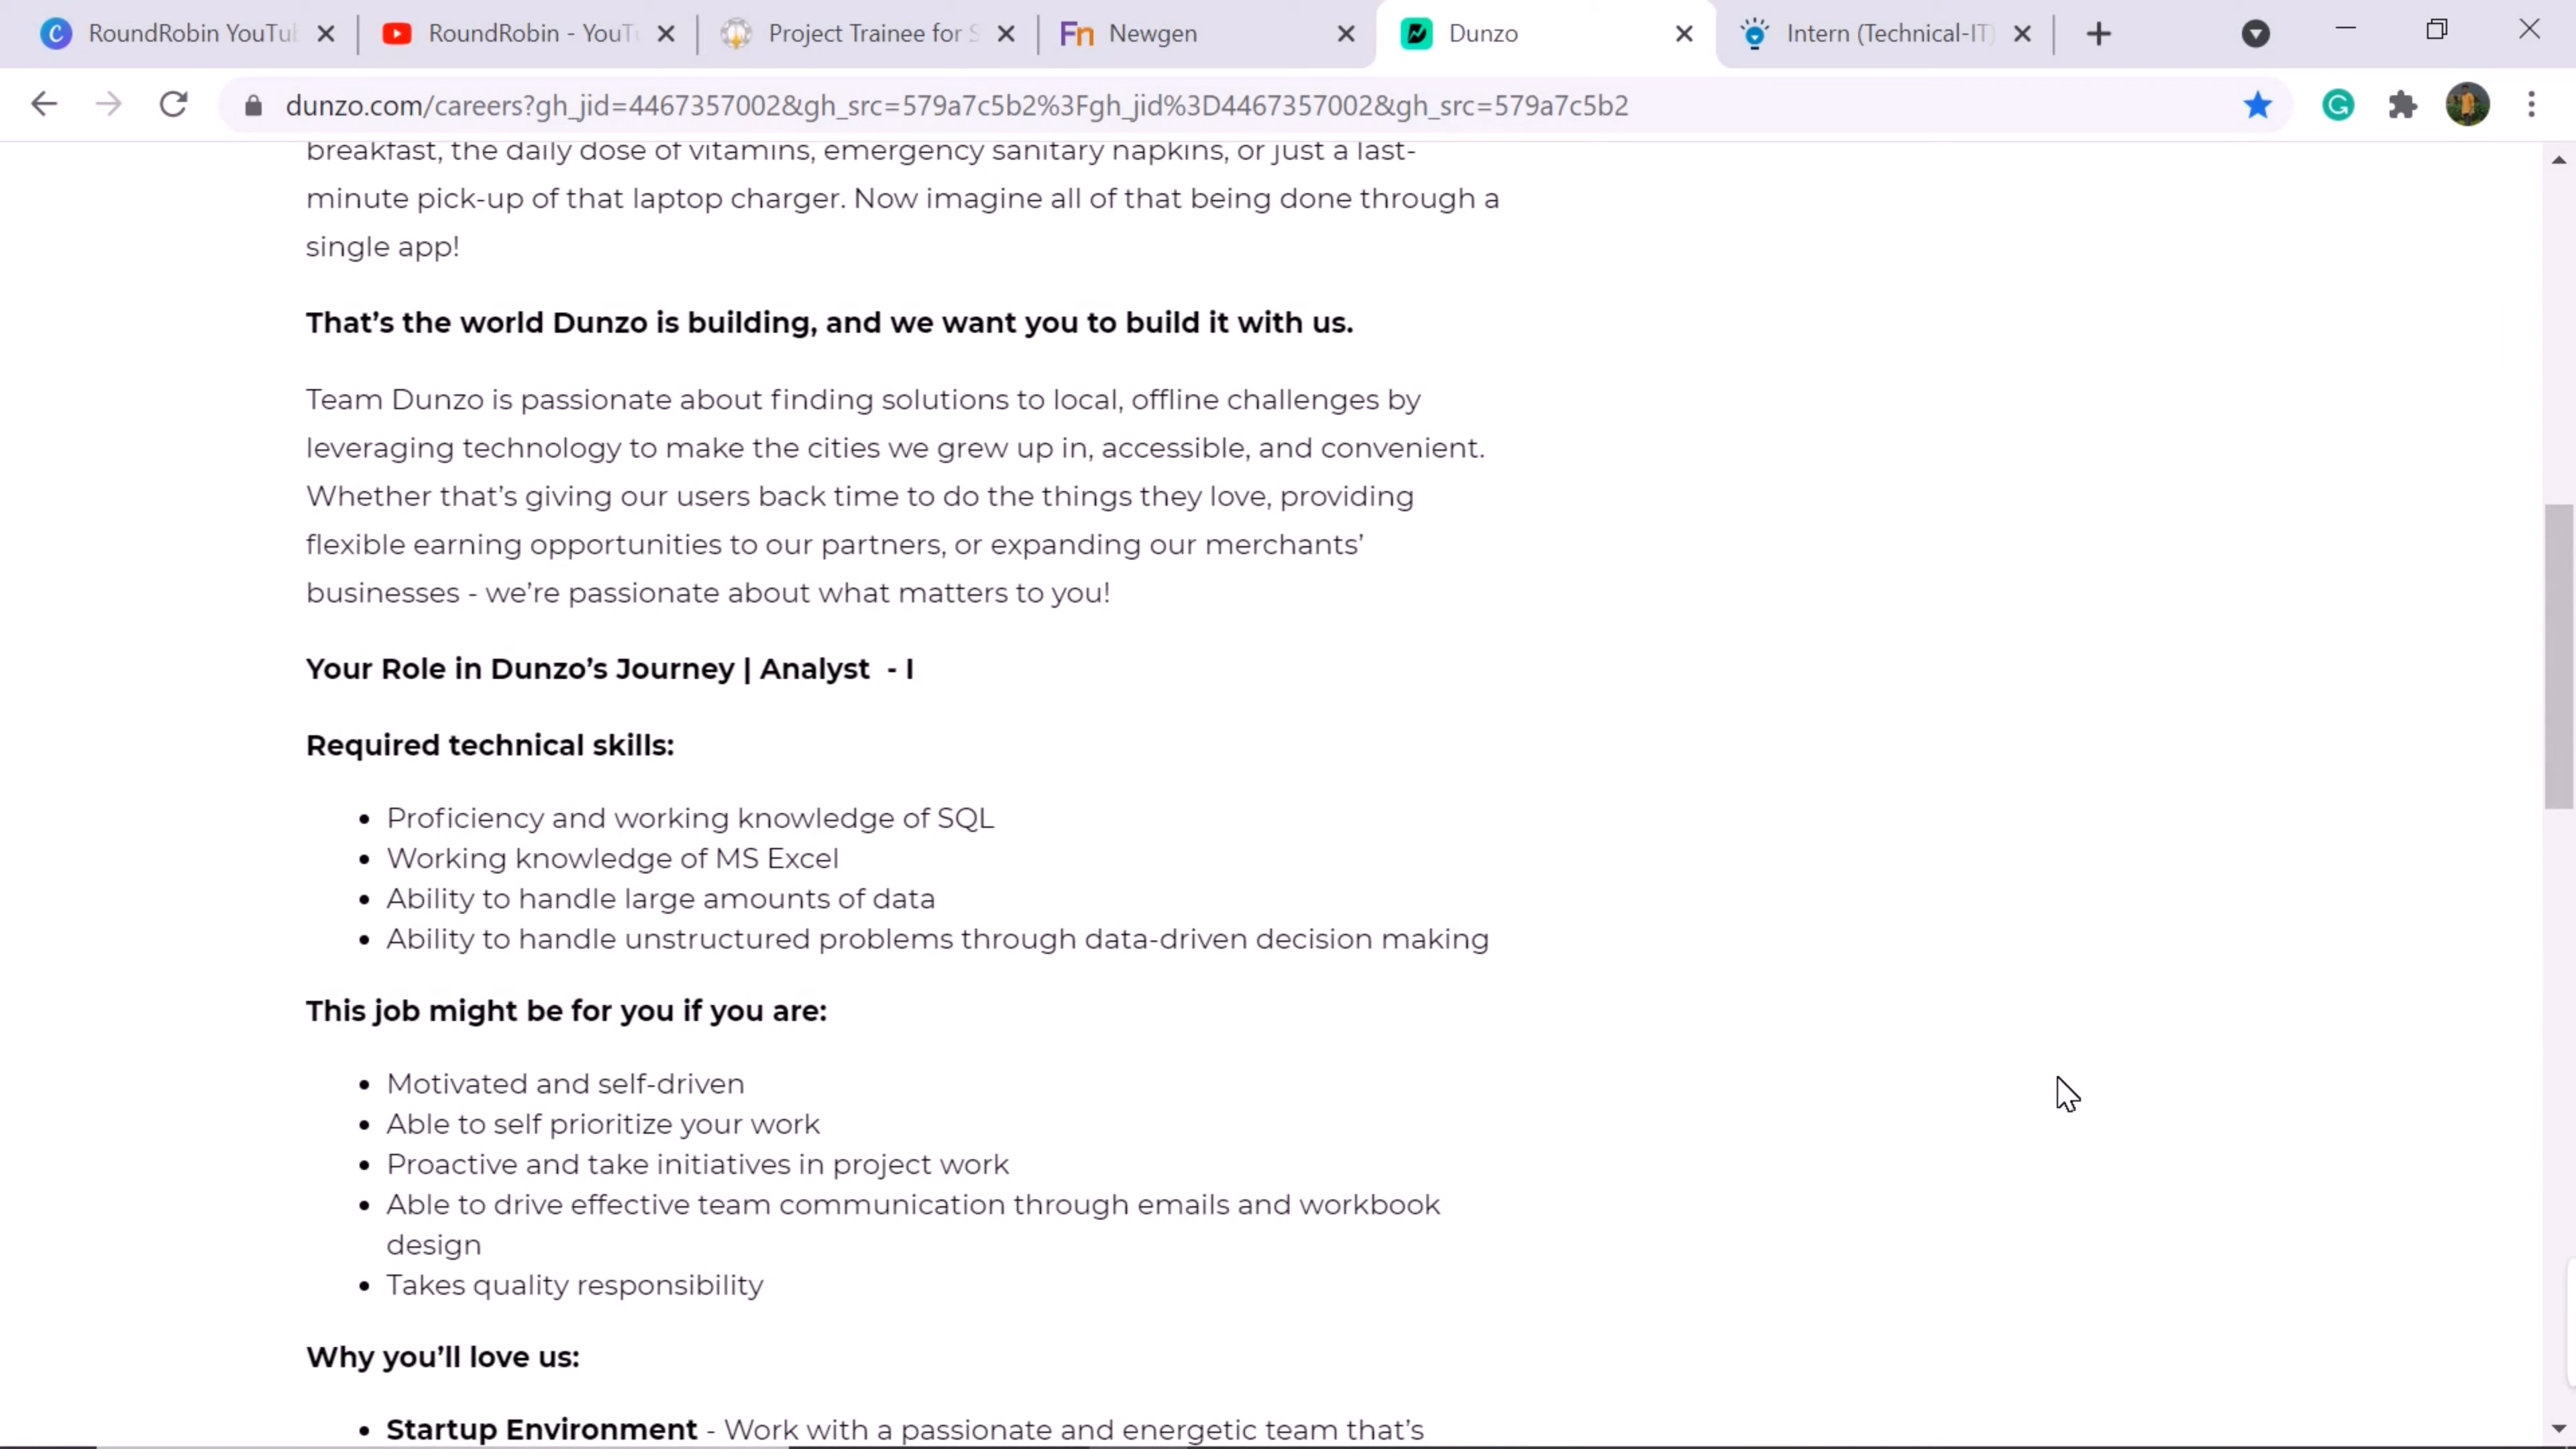 RoundRobin YouTub
RoundRobin - YouTu
Project Trainee for S
Newgen
Dunzo
Intern (Technical-IT)
dunzo.com/careers?gh_jid=4467357002&gh_src=579a7c5b2%3Fgh_jid%3D4467357002&gh_src=579a7c5b2
breakfast, the daily dose of vitamins, emergency sanitary napkins, or just a last-
minute pick-up of that laptop charger. Now imagine all of that being done through a
single app!
That’s the world Dunzo is building, and we want you to build it with us.
Team Dunzo is passionate about finding solutions to local, offline challenges by
leveraging technology to make the cities we grew up in, accessible, and convenient.
Whether that’s giving our users back time to do the things they love, providing
flexible earning opportunities to our partners, or expanding our merchants’
businesses - we’re passionate about what matters to you!
Your Role in Dunzo’s Journey | Analyst - I
Required technical skills:
• Proficiency and working knowledge of SQL
• Working knowledge of MS Excel
• Ability to handle large amounts of data
• Ability to handle unstructured problems through data-driven decision making
This job might be for you if you are:
• Motivated and self-driven
• Able to self prioritize your work
• Proactive and take initiatives in project work
• Able to drive effective team communication through emails and workbook
design
• Takes quality responsibility
Why you’ll love us:
• Startup Environment - Work with a passionate and energetic team that’s